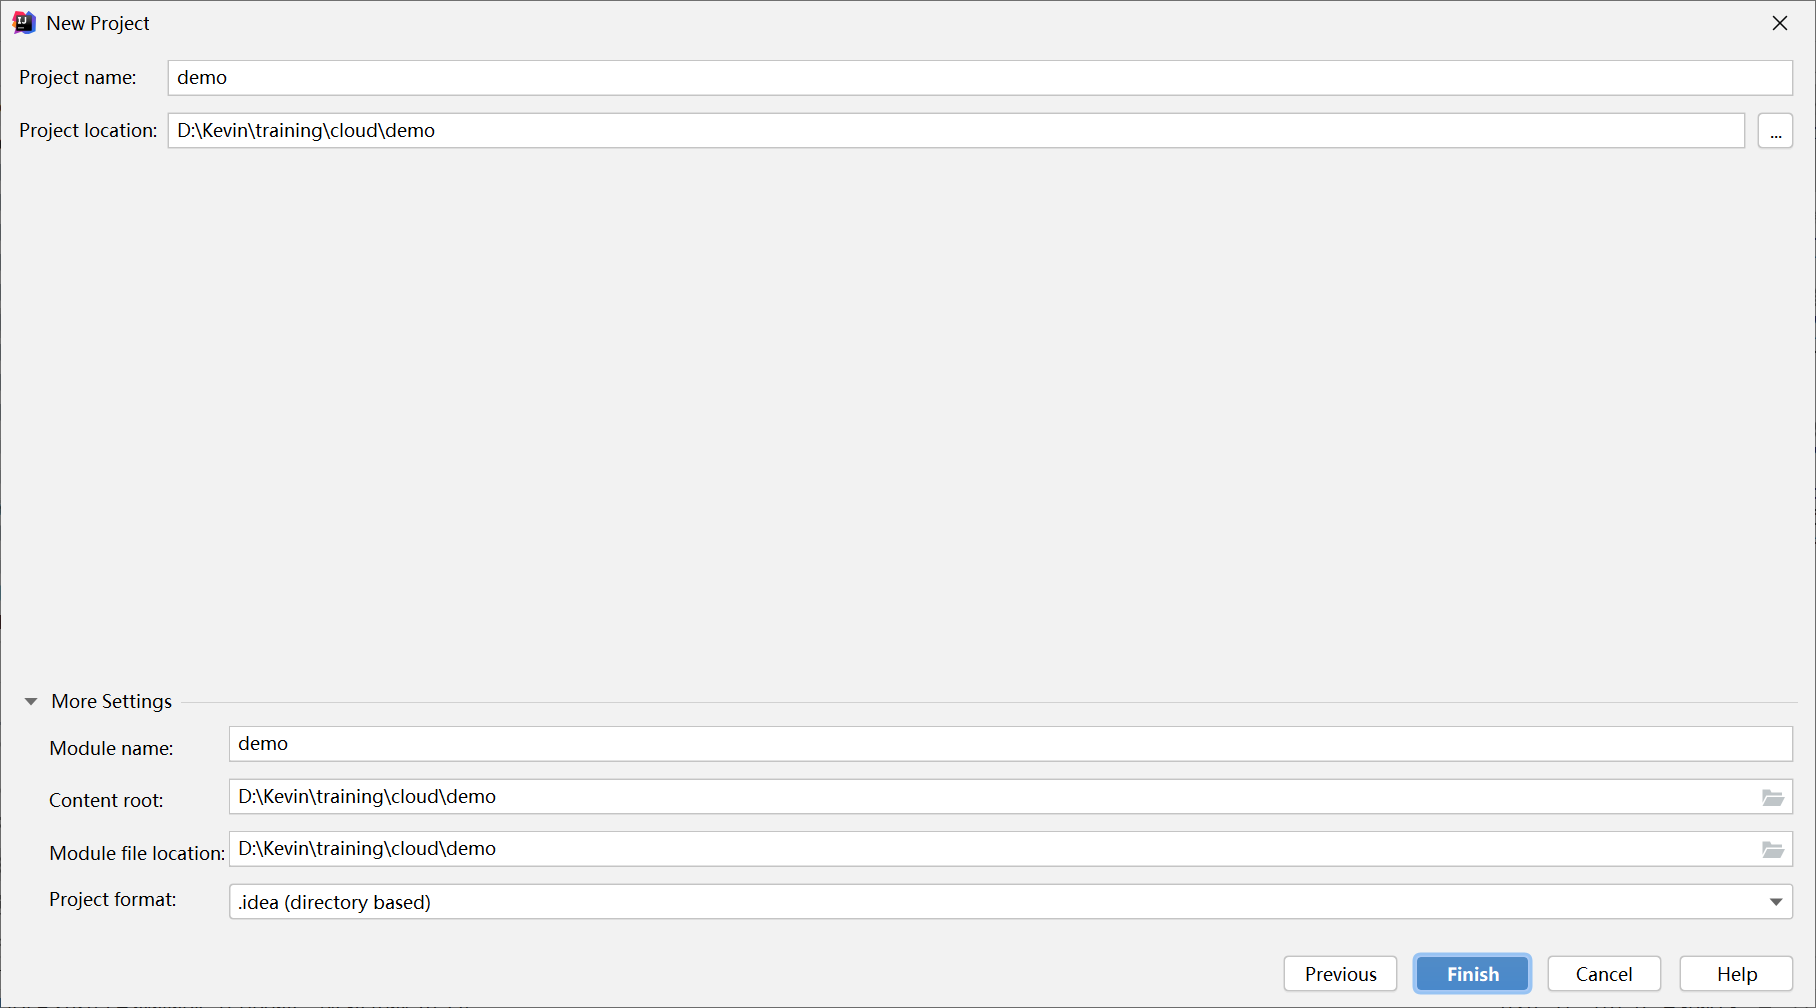 New Project
Project name: demo
Project location: D:\Kevin\training\cloud\demo ...
More Settings
Module name: demo
Content root: D:\Kevin\training\cloud\demo
Module file location: D:\Kevin\training\cloud\demo
Project format: .idea (directory based)
Previous Finish Cancel Help